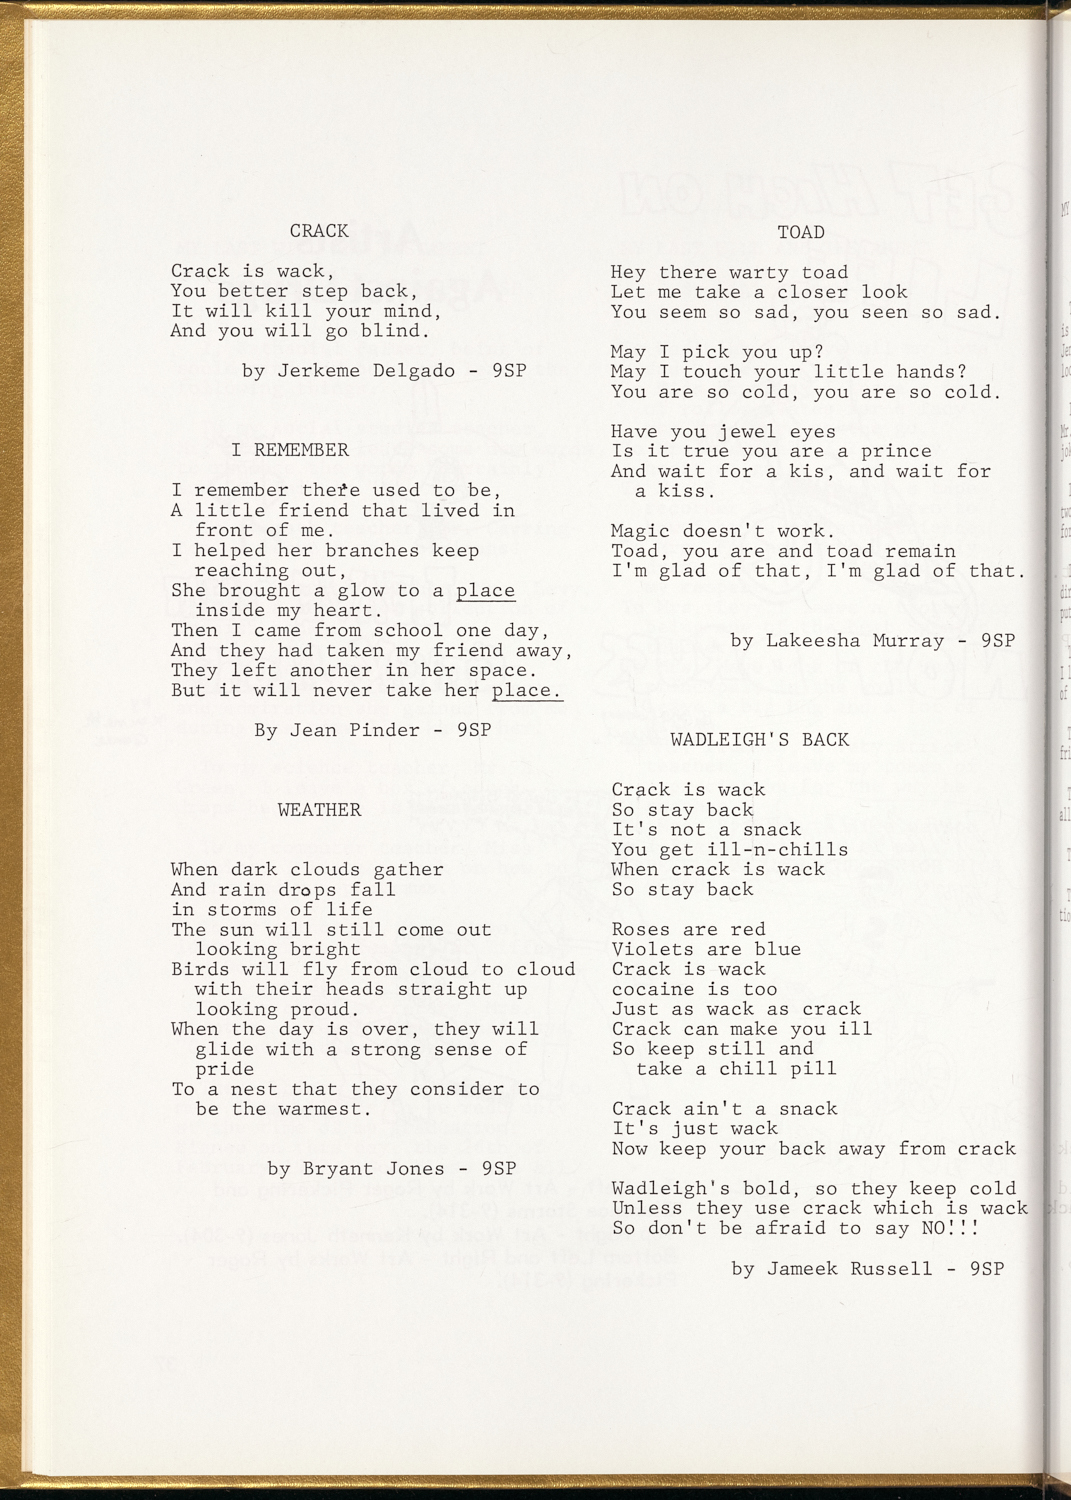 CRACK
Crack is wack,
You better step back,
It will kill your mind,
And you will go blind.
by Jerkeme Delgado - 9SP
I REMEMBER
I remember there used to be,
A little friend that lived in
front of me.
I helped her branches keep
reaching out,
She brought a glow to a place
inside my heart.
Then I came from school one day,
And they had taken my friend away,
They left another in her space.
But it will never take her place.
By Jean Pinder - 9SP
WEATHER
When dark clouds gather
And rain drops fall
in storms of life
The sun will still come out
looking bright
Birds will fly from cloud to cloud
with their heads straight up
looking proud.
When the day is over, they will
glide with a strong sense of
pride
To a nest that they consider to
be the warmest.
by Bryant Jones - 9SP
TOAD
Hey there warty toad
Let me take a closer look
You seem so sad, you seen so sad.
May I pick you up?
May I touch your little hands?
You are so cold, you are so cold.
Have you jewel eyes
Is it true you are a prince
And wait for a kis, and wait for
a kiss.
Magic doesn't work.
Toad, you are and toad remain
I'm glad of that, I'm glad of that.
by Lakeesha Murray - 9SP
WADLEIGH'S BACK
Crack is wack
So stay back
It's not a snack
You get ill-n-chills
When crack is wack
So stay back
Roses are red
Violets are blue
Crack is wack
cocaine is too
Just as wack as crack
Crack can make you ill
So keep still and
take a chill pill
Crack ain't a snack
It's just wack
Now keep your back away from crack
Wadleigh's bold, so they keep cold
Unless they use crack which is wack
So don't be afraid to say NO!!!
by Jameek Russell - 9SP